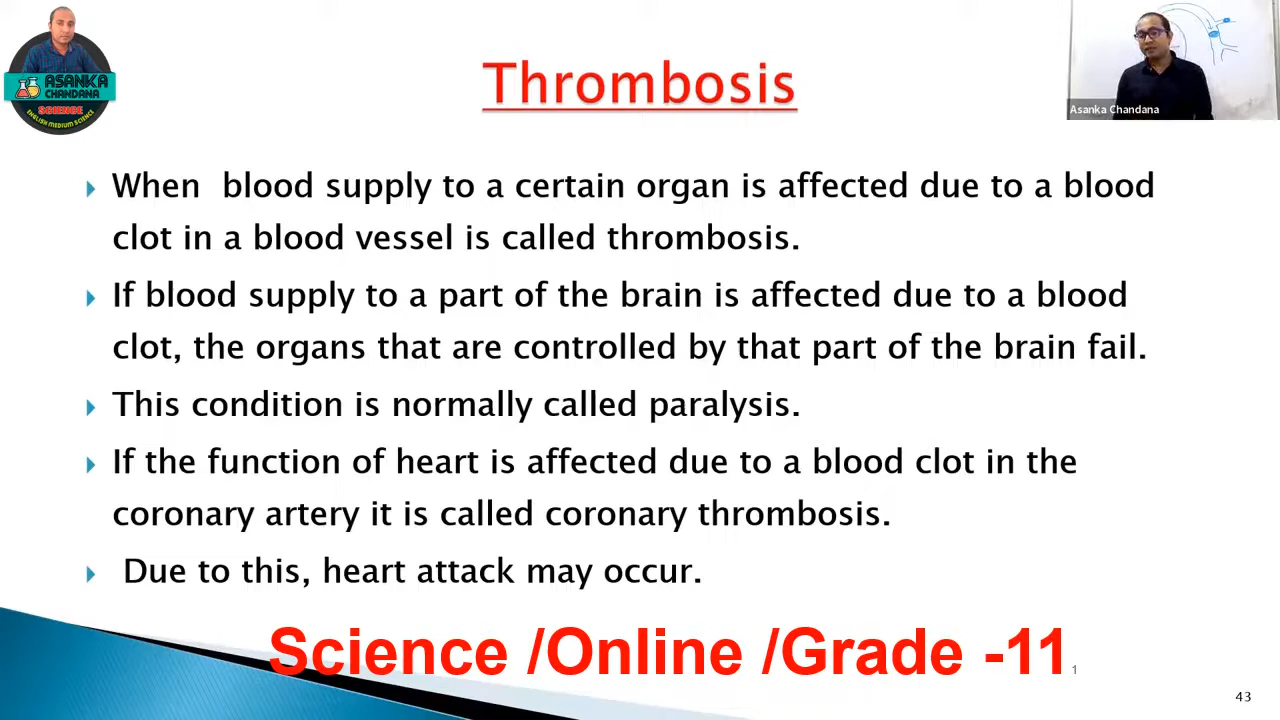 ASANKA
CHANDANA
SCIENCE
ENGLISH MEDIUM SCIENCE
Thrombosis
Asanka Chandana
When blood supply to a certain organ is affected due to a blood
clot in a blood vessel is called thrombosis.
If blood supply to a part of the brain is affected due to a blood
clot, the organs that are controlled by that part of the brain fail.
This condition is normally called paralysis.
If the function of heart is affected due to a blood clot in the
coronary artery it is called coronary thrombosis.
Due to this, heart attack may occur.
Science /Online /Grade -11
1
43